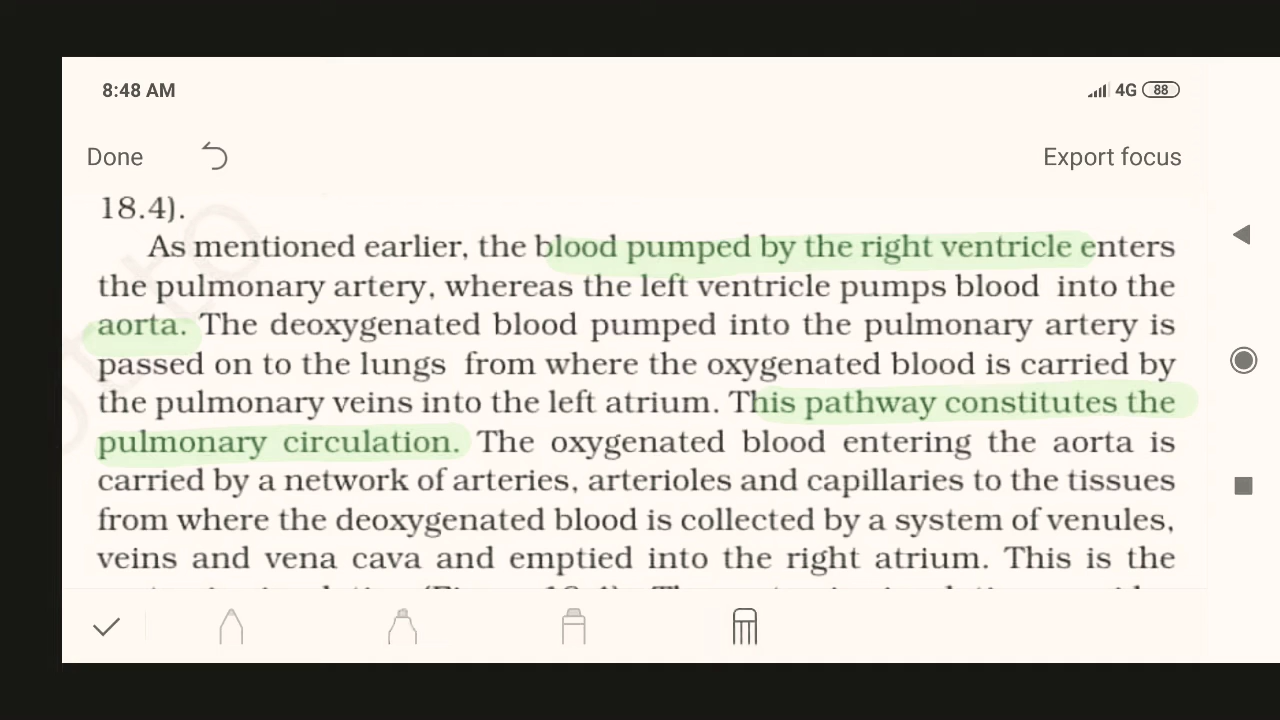 8:48 AM 4G 88
Done Export focus
18.4).
As mentioned earlier, the blood pumped by the right ventricle enters
the pulmonary artery, whereas the left ventricle pumps blood into the
aorta. The deoxygenated blood pumped into the pulmonary artery is
passed on to the lungs from where the oxygenated blood is carried by
the pulmonary veins into the left atrium. This pathway constitutes the
pulmonary circulation. The oxygenated blood entering the aorta is
carried by a network of arteries, arterioles and capillaries to the tissues
from where the deoxygenated blood is collected by a system of venules,
veins and vena cava and emptied into the right atrium. This is the